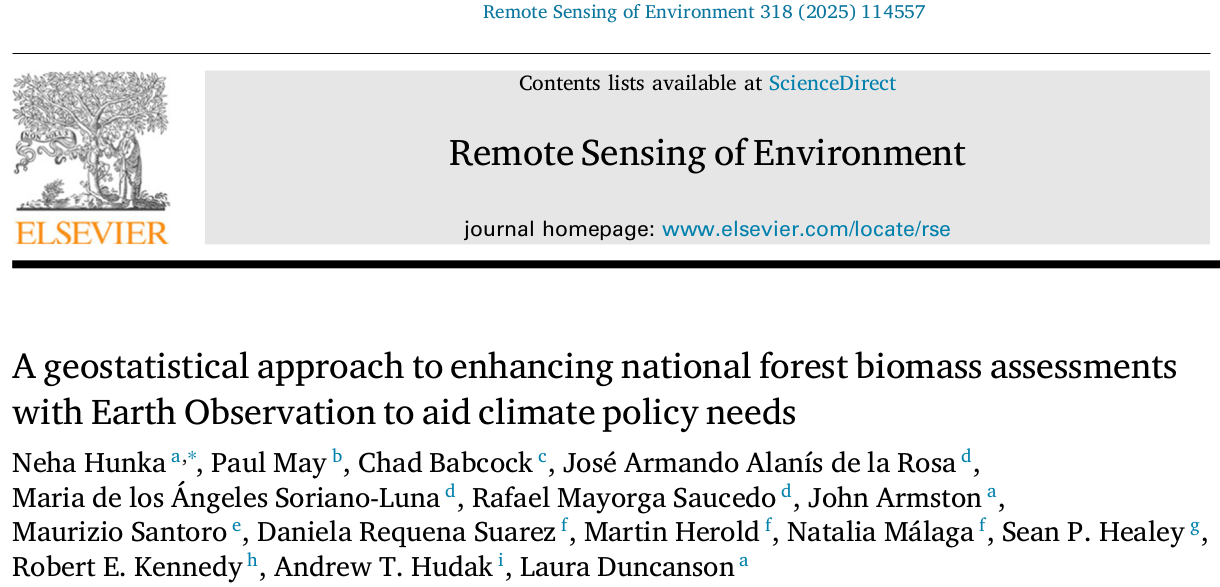 Remote Sensing of Environment 318 (2025) 114557
Contents lists available at ScienceDirect
Remote Sensing of Environment
journal homepage: www.elsevier.com/locate/rse
NON SOLUS
ELSEVIER
A geostatistical approach to enhancing national forest biomass assessments
with Earth Observation to aid climate policy needs
Neha Hunka a,*, Paul May b, Chad Babcock c, José Armando Alanís de la Rosa d,
Maria de los Ángeles Soriano-Luna d, Rafael Mayorga Saucedo d, John Armston a,
Maurizio Santoro e, Daniela Requena Suarez f, Martin Herold f, Natalia Málaga f, Sean P. Healey g,
Robert E. Kennedy h, Andrew T. Hudak i, Laura Duncanson a